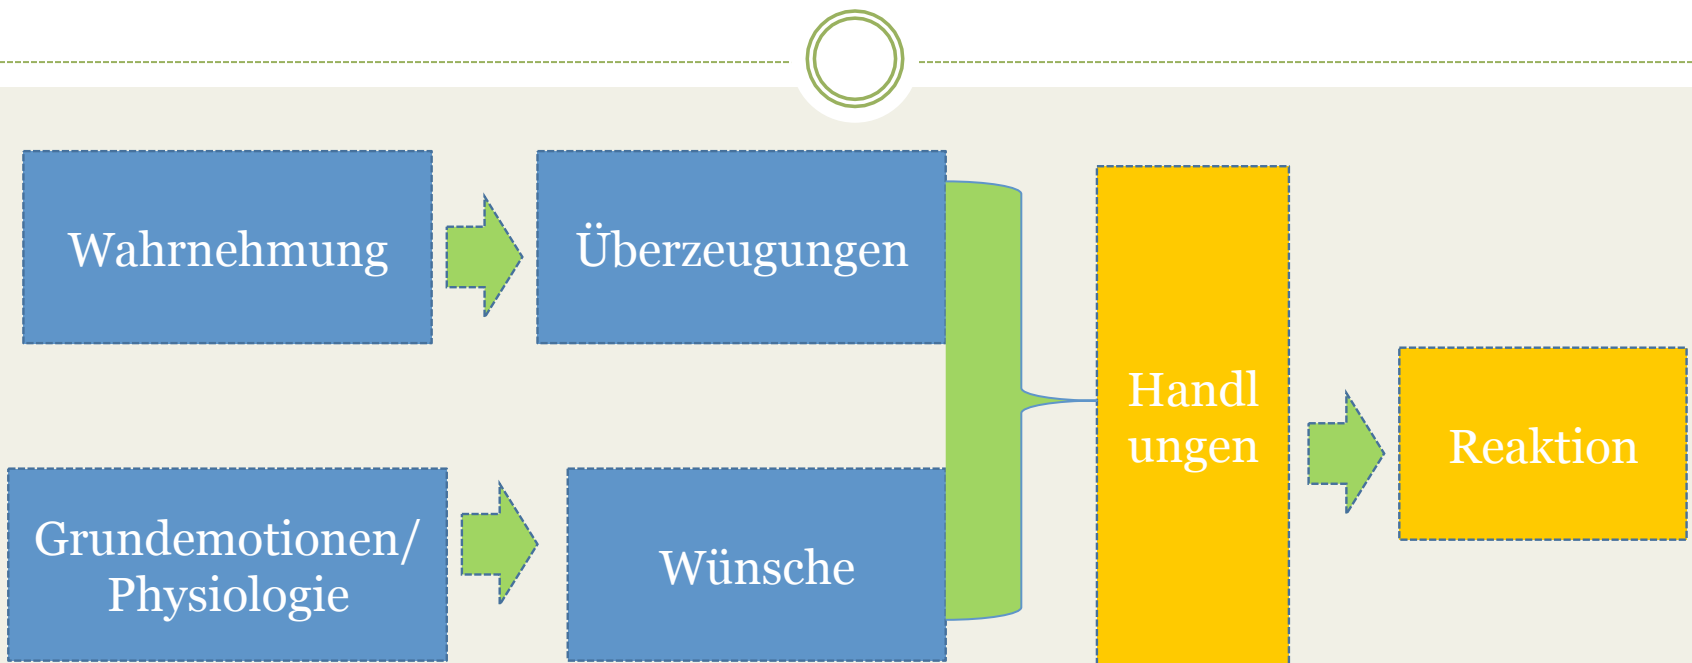 Wahrnehmung
Überzeugungen
Handl
ungen
Reaktion
Grundemotionen/
Physiologie
Wünsche